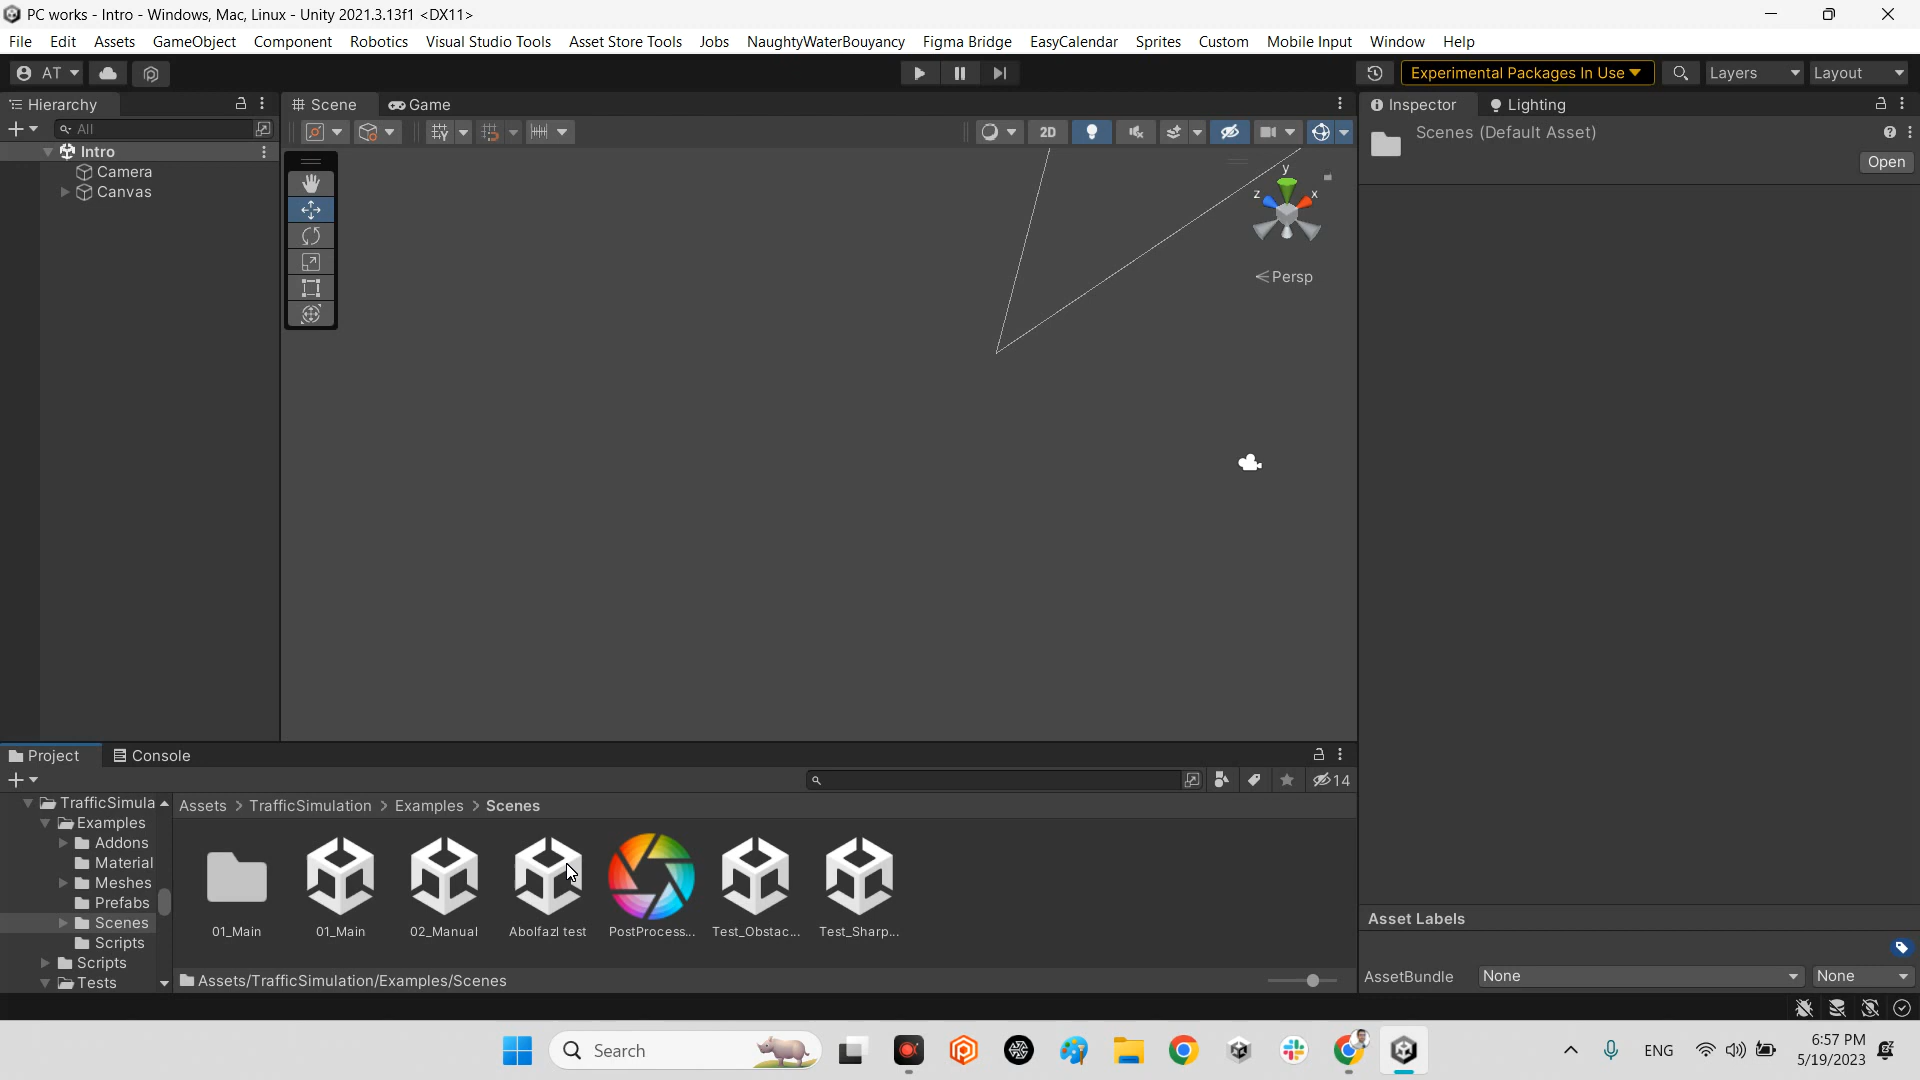 PC works - Intro - Windows, Mac, Linux - Unity 2021.3.13f1 <DX11>
File Edit Assets GameObject Component Robotics Visual Studio Tools Asset Store Tools Jobs NaughtyWaterBouyancy Figma Bridge EasyCalendar Sprites Custom Mobile Input Window Help
AT Experimental Packages In Use Layers Layout
Hierarchy
All
Intro
Camera
Canvas
Scene Game
2D
y
z x
Persp
Inspector Lighting
Scenes (Default Asset)
Open
Project Console
14
TrafficSimula
Examples
Addons
Material
Meshes
Prefabs
Scenes
Scripts
Scripts
Tests
Assets > TrafficSimulation > Examples > Scenes
01_Main 01_Main 02_Manual Abolfazl test PostProcess... Test_Obstac... Test_Sharp...
Assets/TrafficSimulation/Examples/Scenes
Asset Labels
AssetBundle None None
Search
ENG
6:57 PM
5/19/2023